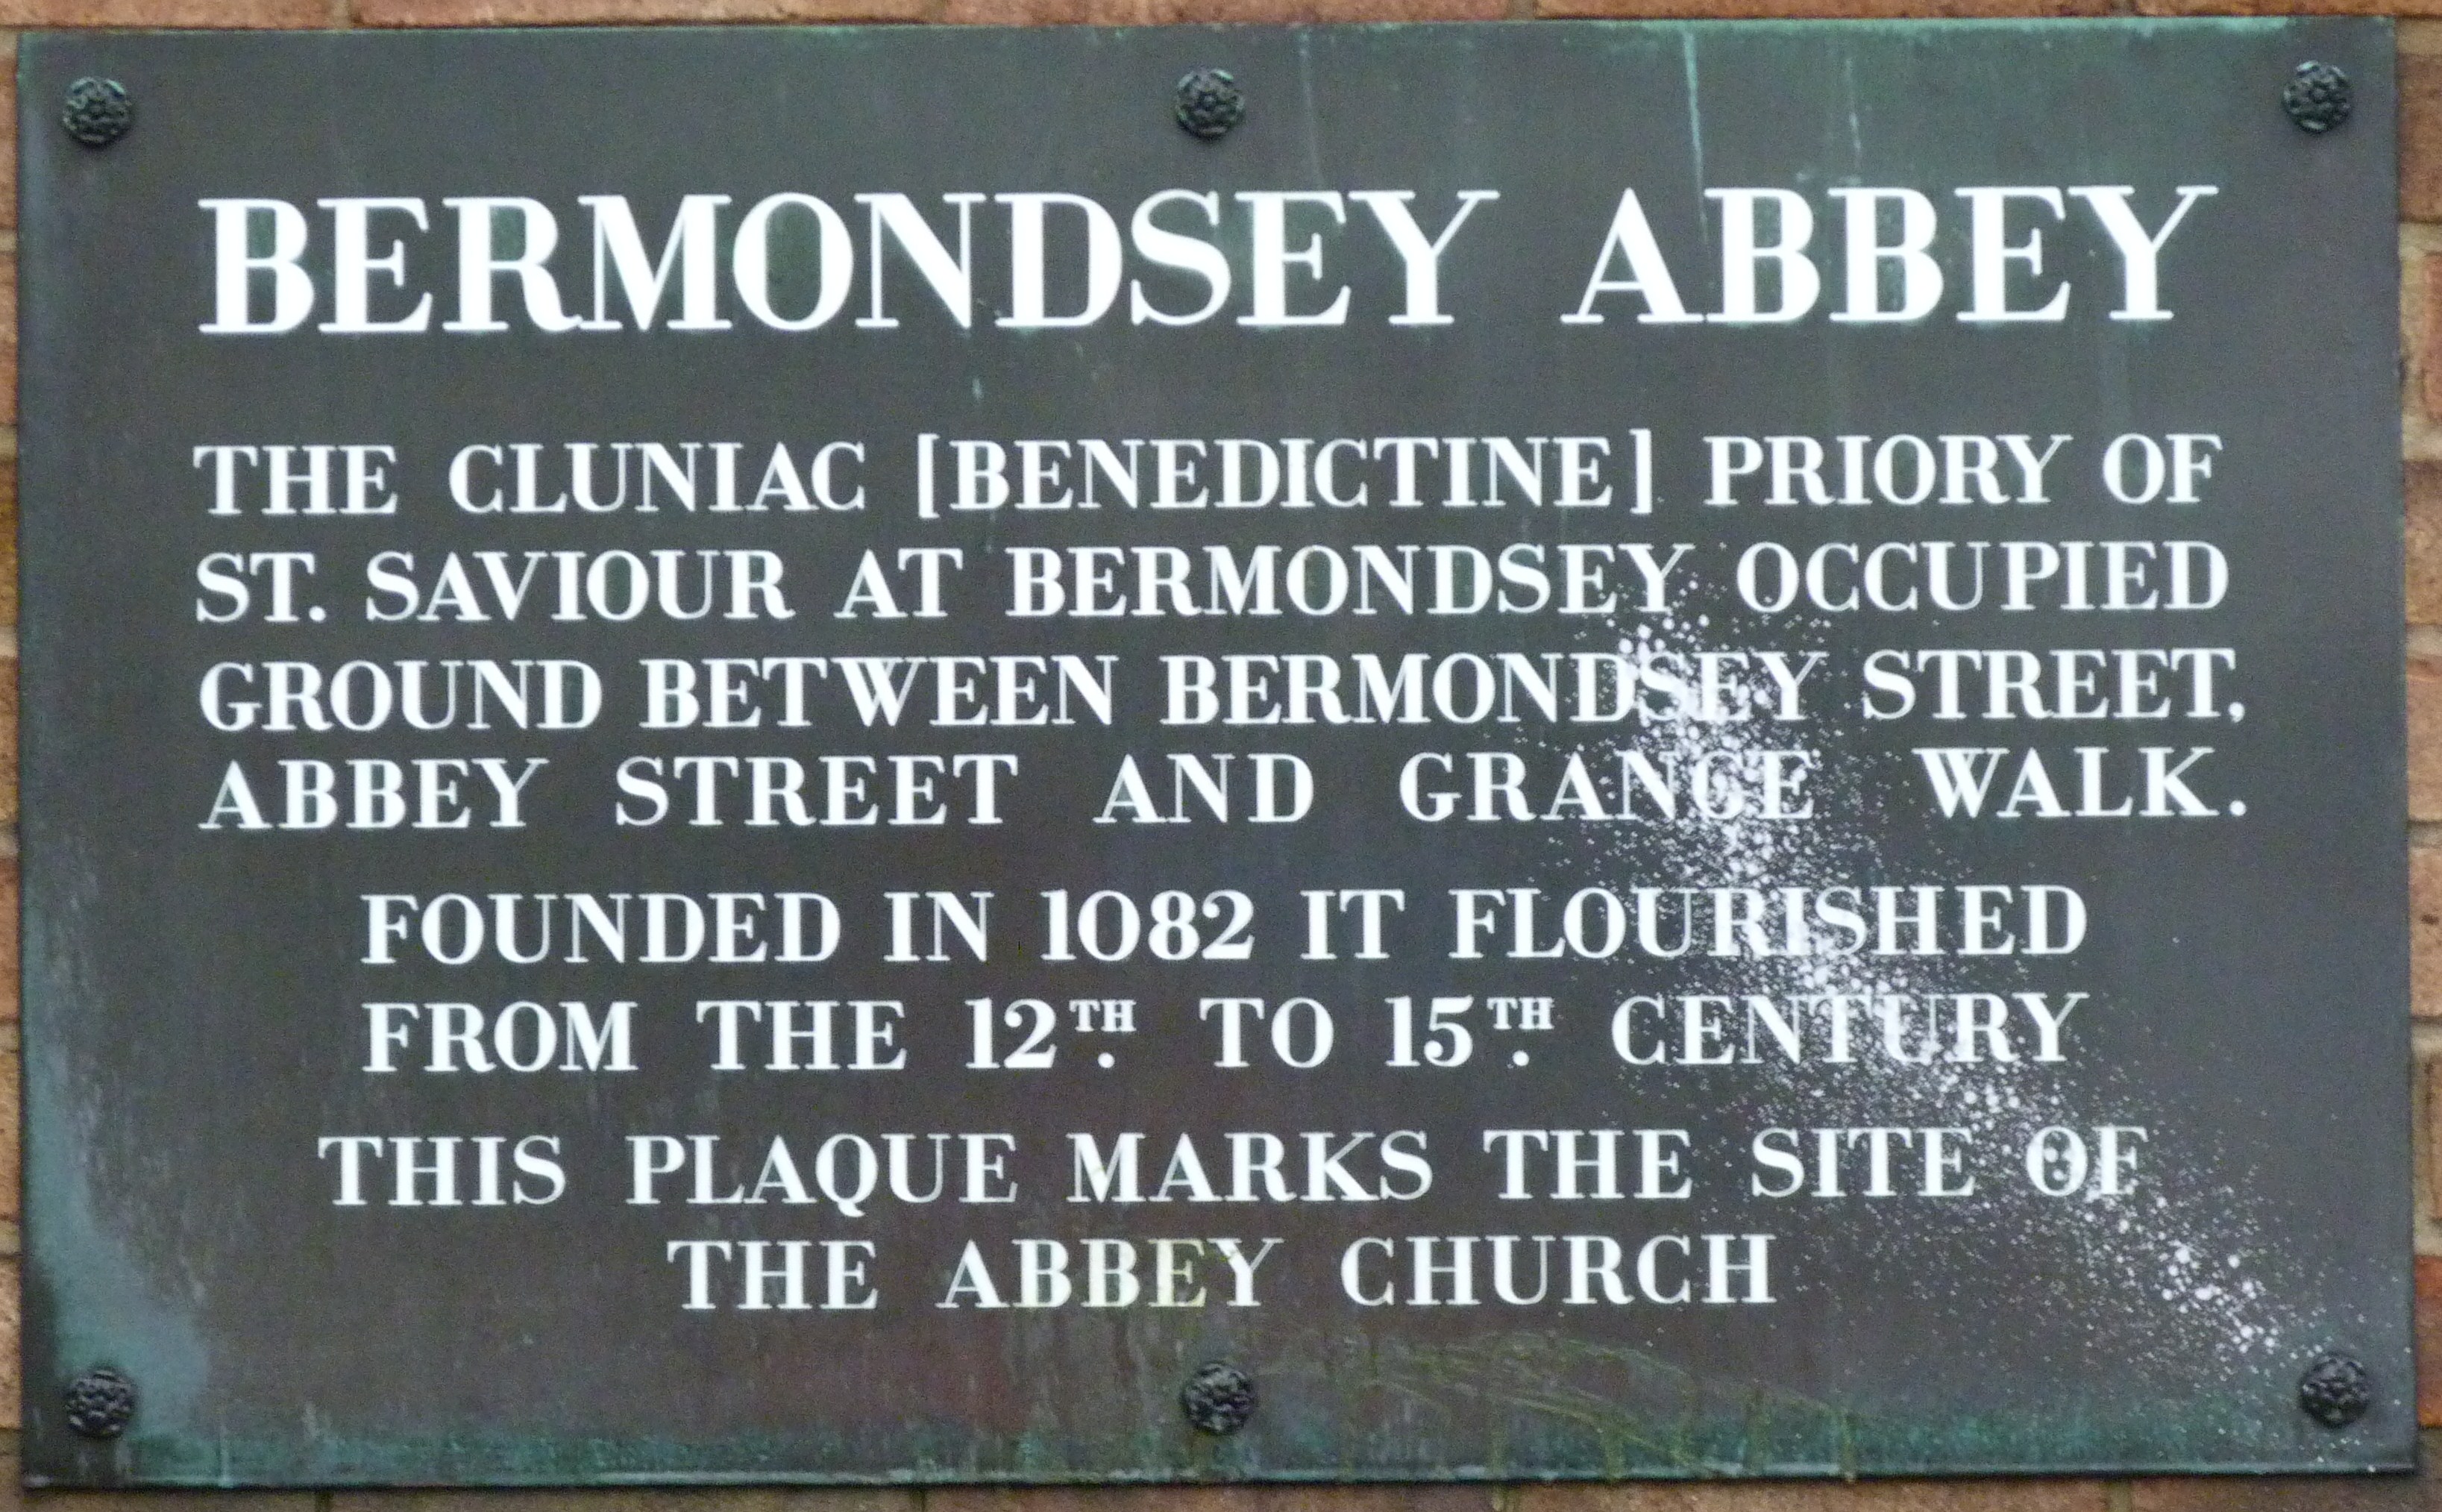 BERMONDSEY ABBEY
THE CLUNIAC [BENEDICTINE] PRIORY OF
ST. SAVIOUR AT BERMONDSEY OCCUPIED
GROUND BETWEEN BERMONDSEY STREET,
ABBEY STREET AND GRANGE WALK.
FOUNDED IN 1082 IT FLOURISHED
FROM THE 12TH. TO 15TH. CENTURY
THIS PLAQUE MARKS THE SITE OF
THE ABBEY CHURCH